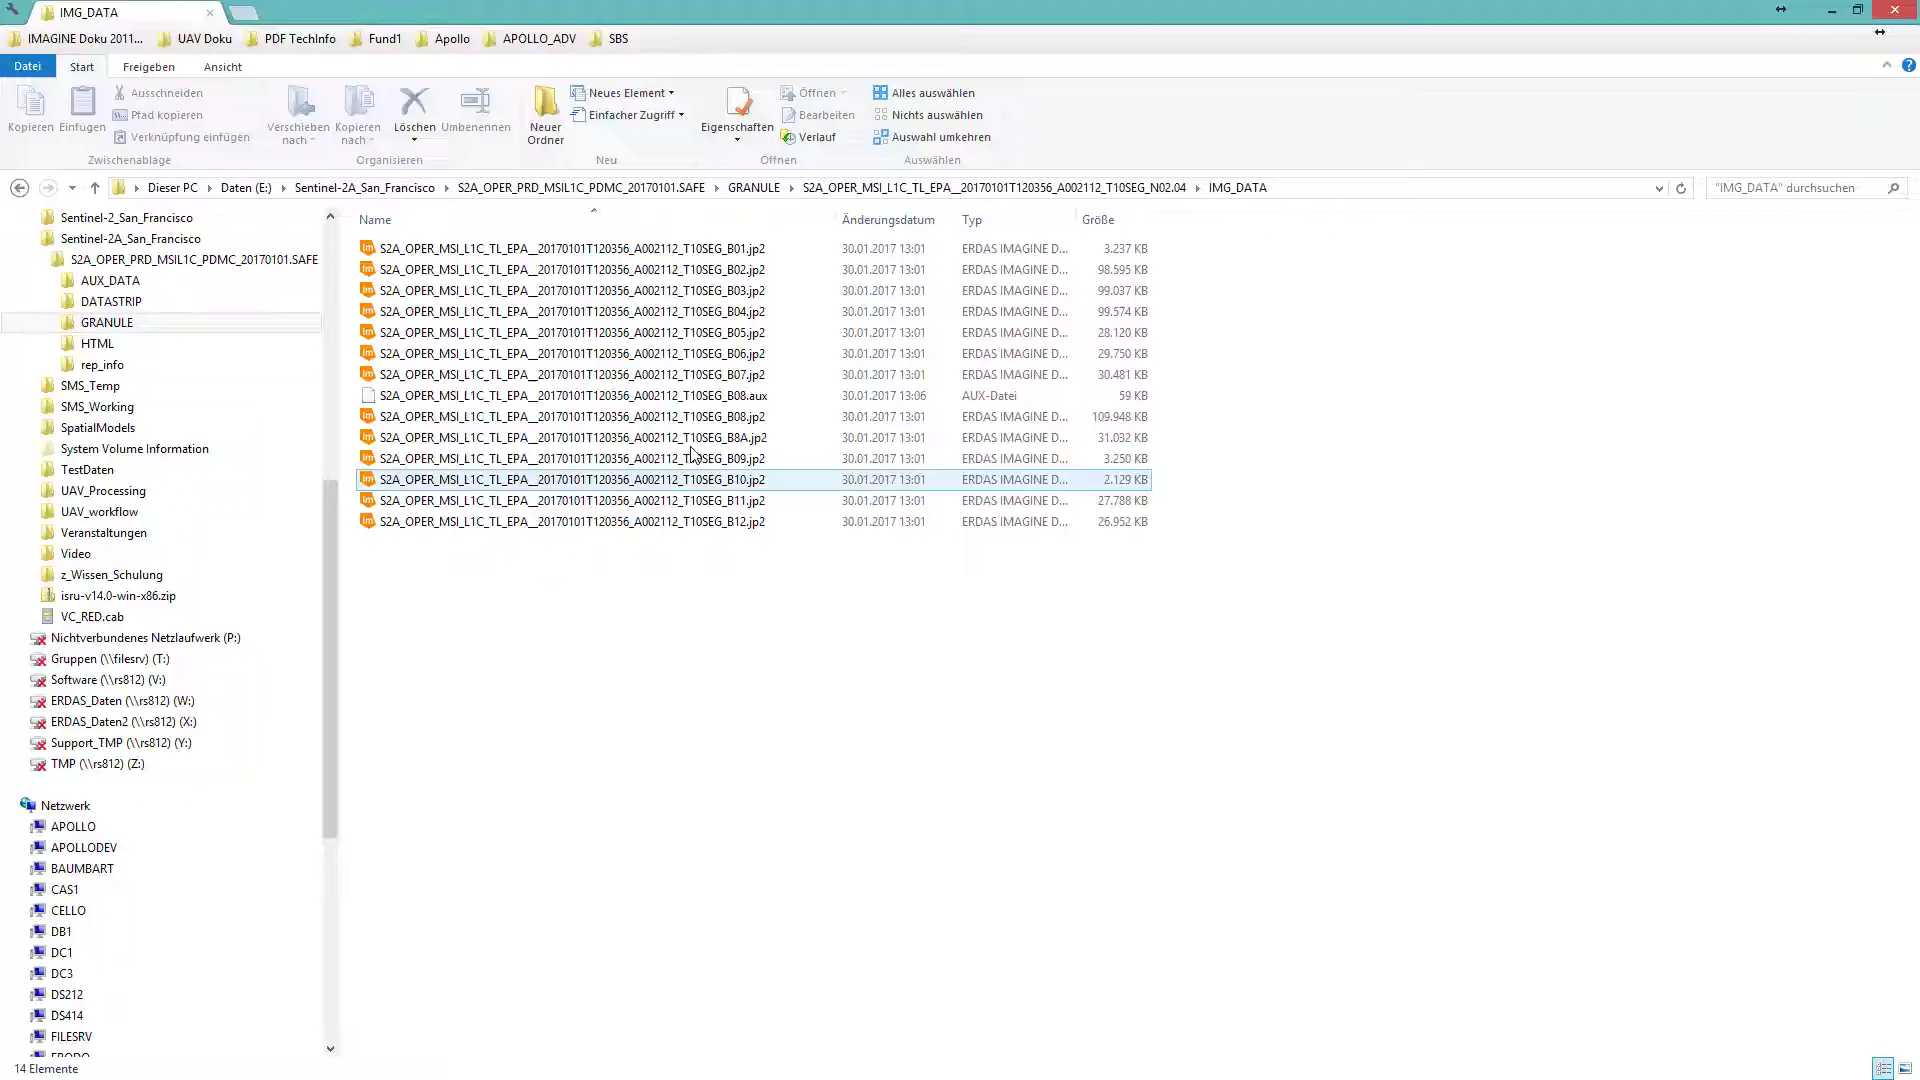 IMG_DATA
IMAGINE Doku 2011... UAV Doku PDF TechInfo Fund1 Apollo APOLLO_ADV SBS
Datei Start Freigeben Ansicht
Kopieren
Einfügen
Ausschneiden
Pfad kopieren
Verknüpfung einfügen
Zwischenablage
Verschieben nach
Kopieren nach
Löschen
Umbenennen
Organisieren
Neuer Ordner
Neues Element
Einfacher Zugriff
Neu
Eigenschaften
Öffnen
Bearbeiten
Verlauf
Öffnen
Alles auswählen
Nichts auswählen
Auswahl umkehren
Auswählen
Dieser PC Daten (E:) Sentinel-2A_San_Francisco S2A_OPER_PRD_MSIL1C_PDMC_20170101.SAFE GRANULE S2A_OPER_MSI_L1C_TL_EPA__20170101T120356_A002112_T10SEG_N02.04 IMG_DATA
"IMG_DATA" durchsuchen
Sentinel-2_San_Francisco
Sentinel-2A_San_Francisco
S2A_OPER_PRD_MSIL1C_PDMC_20170101.SAFE
AUX_DATA
DATASTRIP
GRANULE
HTML
rep_info
SMS_Temp
SMS_Working
SpatialModels
System Volume Information
TestDaten
UAV_Processing
UAV_workflow
Veranstaltungen
Video
z_Wissen_Schulung
isru-v14.0-win-x86.zip
VC_RED.cab
Nichtverbundenes Netzlaufwerk (P:)
Gruppen (\\filesrv) (T:)
Software (\\rs812) (V:)
ERDAS_Daten (\\rs812) (W:)
ERDAS_Daten2 (\\rs812) (X:)
Support_TMP (\\rs812) (Y:)
TMP (\\rs812) (Z:)
Netzwerk
APOLLO
APOLLODEV
BAUMBART
CAS1
CELLO
DB1
DC1
DC3
DS212
DS414
FILESRV
Name Änderungsdatum Typ Größe
S2A_OPER_MSI_L1C_TL_EPA__20170101T120356_A002112_T10SEG_B01.jp2 30.01.2017 13:01 ERDAS IMAGINE D... 3.237 KB
S2A_OPER_MSI_L1C_TL_EPA__20170101T120356_A002112_T10SEG_B02.jp2 30.01.2017 13:01 ERDAS IMAGINE D... 98.595 KB
S2A_OPER_MSI_L1C_TL_EPA__20170101T120356_A002112_T10SEG_B03.jp2 30.01.2017 13:01 ERDAS IMAGINE D... 99.037 KB
S2A_OPER_MSI_L1C_TL_EPA__20170101T120356_A002112_T10SEG_B04.jp2 30.01.2017 13:01 ERDAS IMAGINE D... 99.574 KB
S2A_OPER_MSI_L1C_TL_EPA__20170101T120356_A002112_T10SEG_B05.jp2 30.01.2017 13:01 ERDAS IMAGINE D... 28.120 KB
S2A_OPER_MSI_L1C_TL_EPA__20170101T120356_A002112_T10SEG_B06.jp2 30.01.2017 13:01 ERDAS IMAGINE D... 29.750 KB
S2A_OPER_MSI_L1C_TL_EPA__20170101T120356_A002112_T10SEG_B07.jp2 30.01.2017 13:01 ERDAS IMAGINE D... 30.481 KB
S2A_OPER_MSI_L1C_TL_EPA__20170101T120356_A002112_T10SEG_B08.aux 30.01.2017 13:06 AUX-Datei 59 KB
S2A_OPER_MSI_L1C_TL_EPA__20170101T120356_A002112_T10SEG_B08.jp2 30.01.2017 13:01 ERDAS IMAGINE D... 109.948 KB
S2A_OPER_MSI_L1C_TL_EPA__20170101T120356_A002112_T10SEG_B8A.jp2 30.01.2017 13:01 ERDAS IMAGINE D... 31.032 KB
S2A_OPER_MSI_L1C_TL_EPA__20170101T120356_A002112_T10SEG_B09.jp2 30.01.2017 13:01 ERDAS IMAGINE D... 3.250 KB
S2A_OPER_MSI_L1C_TL_EPA__20170101T120356_A002112_T10SEG_B10.jp2 30.01.2017 13:01 ERDAS IMAGINE D... 2.129 KB
S2A_OPER_MSI_L1C_TL_EPA__20170101T120356_A002112_T10SEG_B11.jp2 30.01.2017 13:01 ERDAS IMAGINE D... 27.788 KB
S2A_OPER_MSI_L1C_TL_EPA__20170101T120356_A002112_T10SEG_B12.jp2 30.01.2017 13:01 ERDAS IMAGINE D... 26.952 KB
14 Elemente